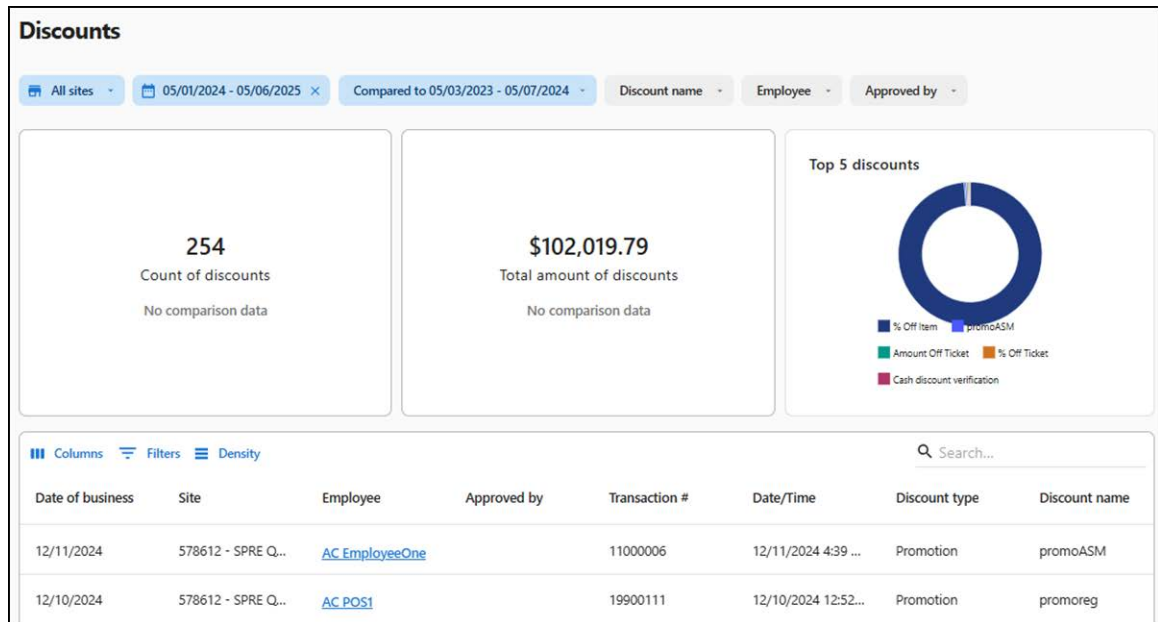 Discounts
All sites 05/01/2024 - 05/06/2025 × Compared to 05/03/2023 - 05/07/2024 Discount name Employee Approved by
254
Count of discounts
No comparison data
$102,019.79
Total amount of discounts
No comparison data
Top 5 discounts
% Off Item promoASM
Amount Off Ticket % Off Ticket
Cash discount verification
Columns Filters Density Search...
Date of business Site Employee Approved by Transaction # Date/Time Discount type Discount name
12/11/2024 578612 - SPRE Q... AC EmployeeOne 11000006 12/11/2024 4:39 ... Promotion promoASM
12/10/2024 578612 - SPRE Q... AC POS1 19900111 12/10/2024 12:52... Promotion promoreg